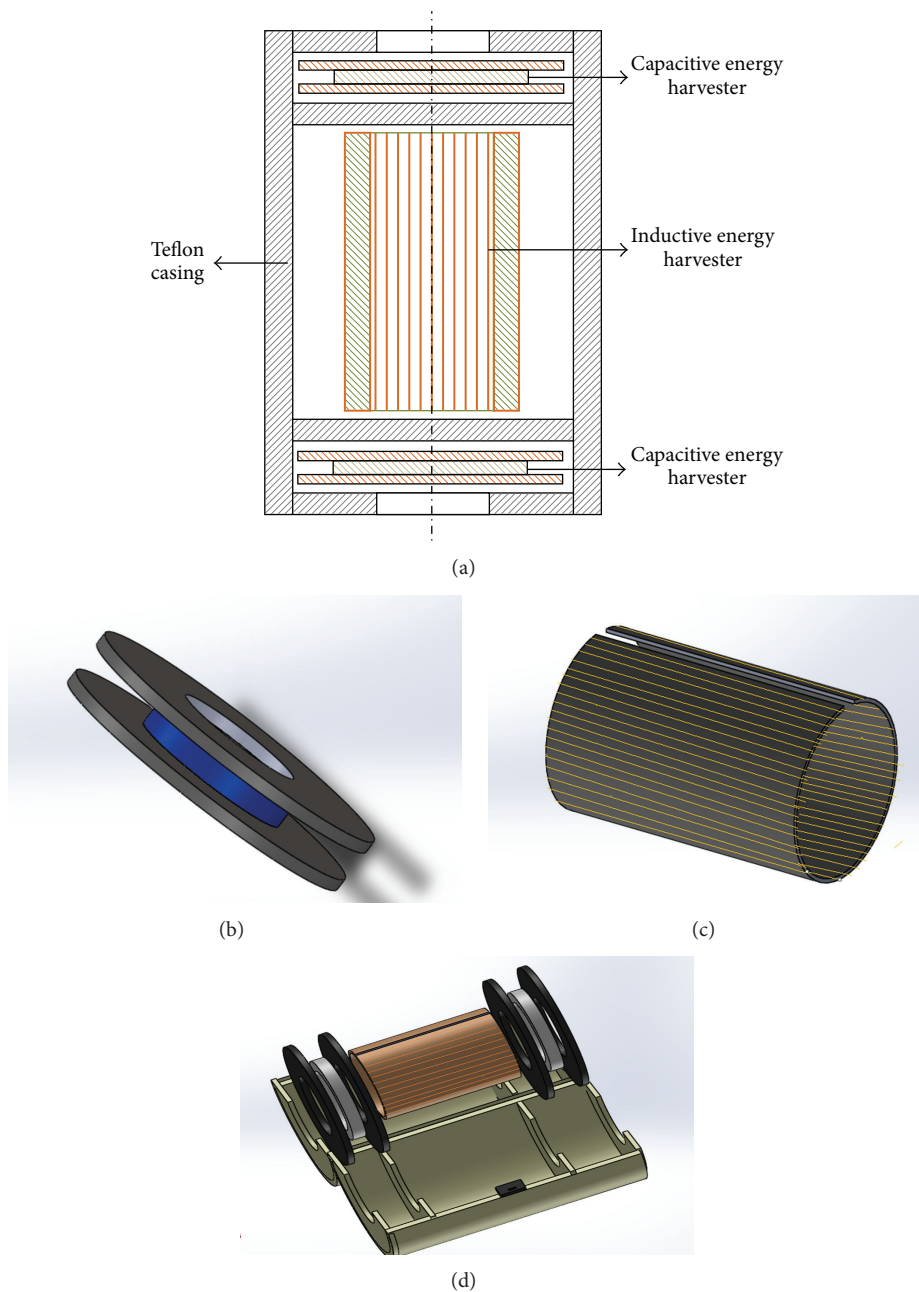 Capacitive energy
harvester
Teflon
casing
Inductive energy
harvester
Capacitive energy
harvester
(a)
(b)
(c)
(d)